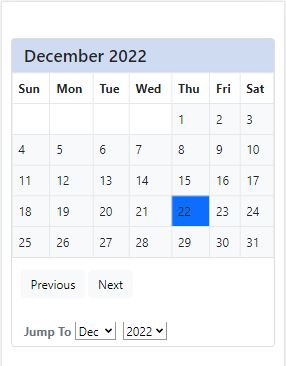 December 2022
Sun Mon Tue Wed Thu Fri Sat
1 2 3
4 5 6 7 8 9 10
11 12 13 14 15 16 17
18 19 20 21 22 23 24
25 26 27 28 29 30 31
Previous Next
Jump To Dec 2022